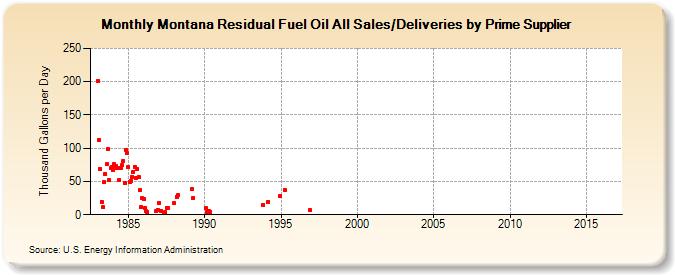 Monthly Montana Residual Fuel Oil All Sales/Deliveries by Prime Supplier
Thousand Gallons per Day
250
200
150
100
50
0
1985 1990 1995 2000 2005 2010 2015
Source: U.S. Energy Information Administration